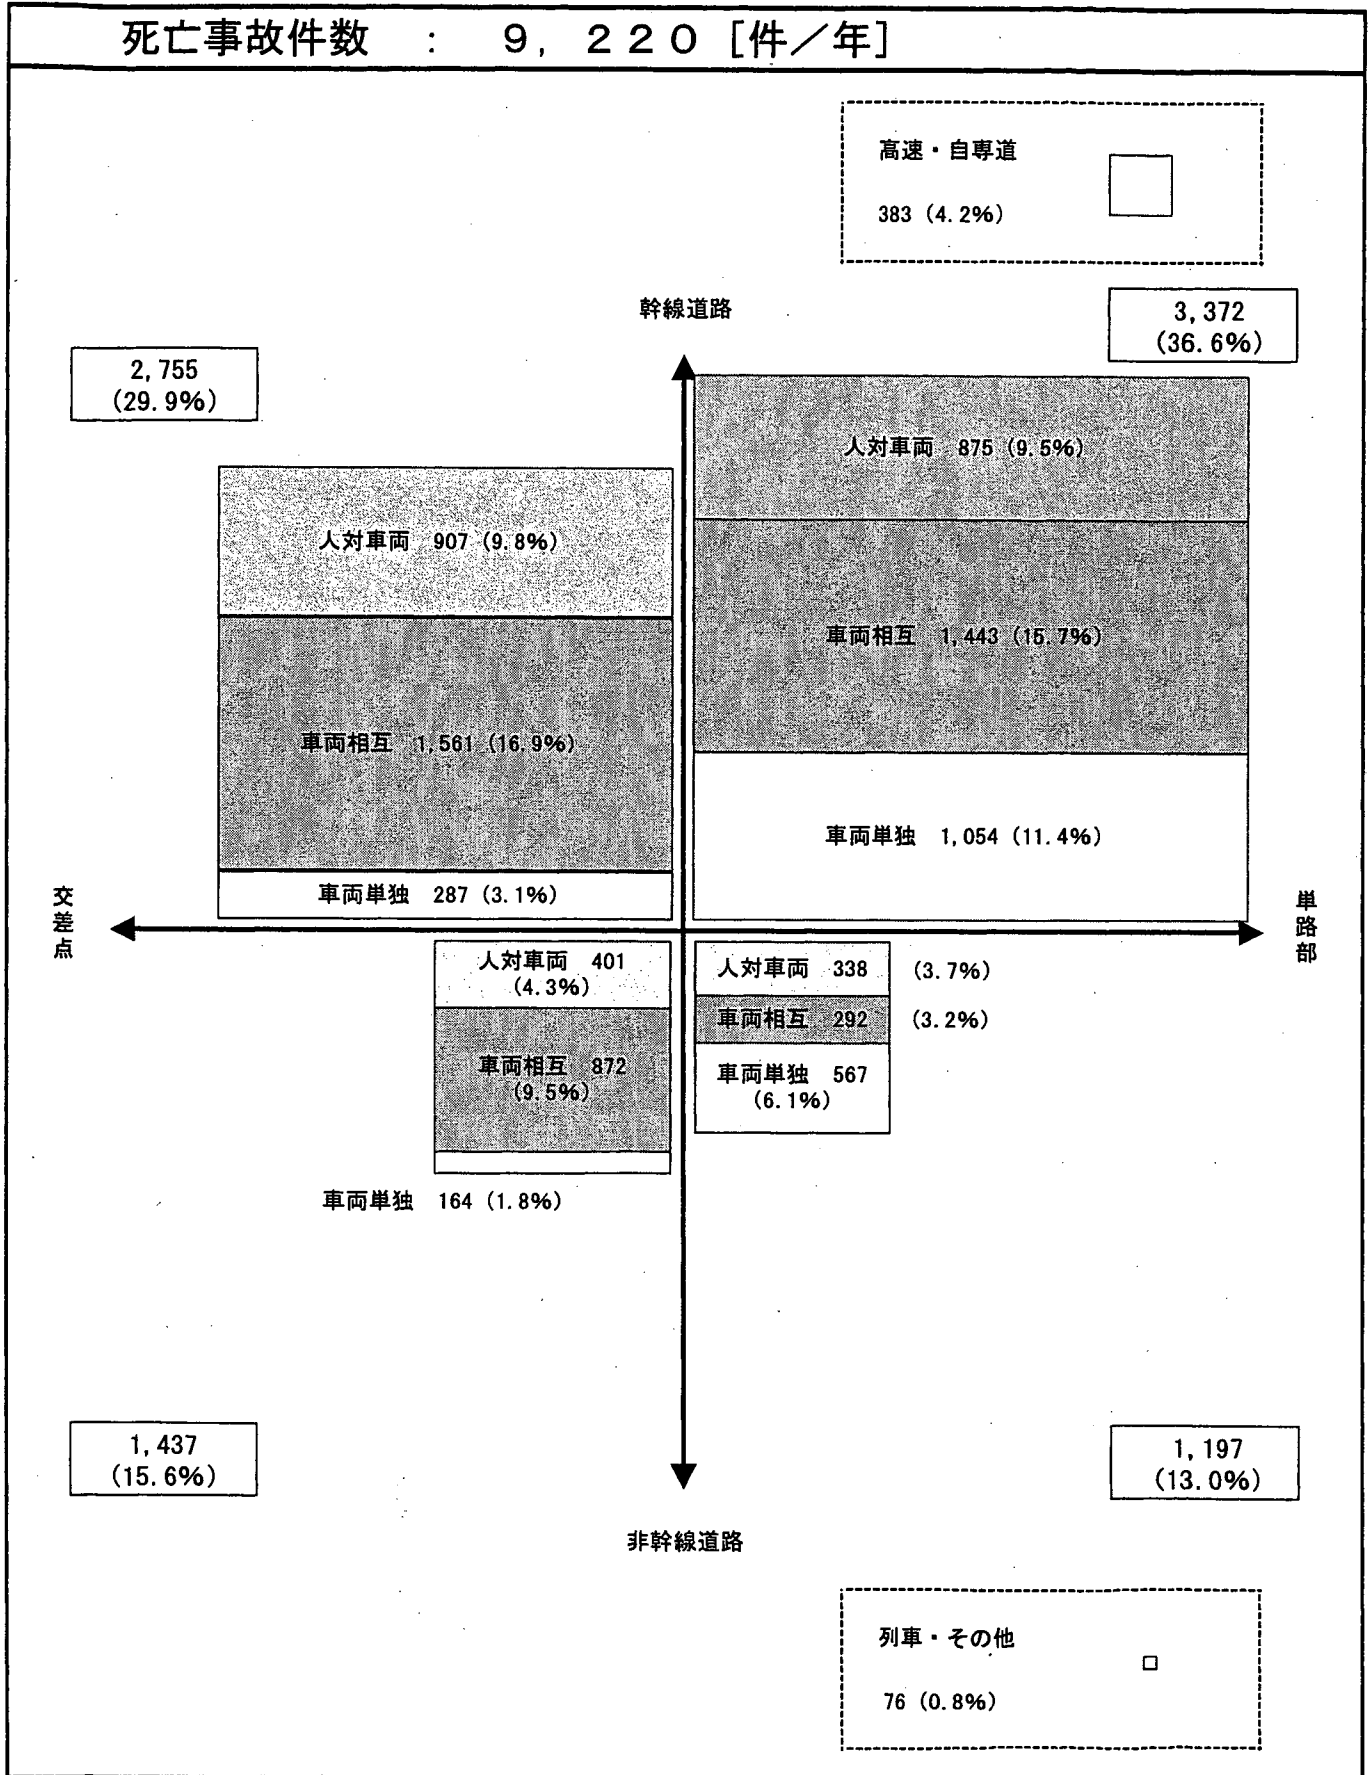 死亡事故件数 : 9, 220 [件/年]
高速・自専道
383 (4.2%)
幹線道路
3, 372
(36.6%)
2, 755
(29.9%)
人対車両 875 (9.5%)
人対車両 907 (9.8%)
車両相互 1,443 (15.7%)
車両相互 1,561 (16.9%)
車両単独 1,054 (11.4%)
車両単独 287 (3.1%)
交差点
単路部
人対車両 401
(4.3%)
人対車両 338 (3.7%)
車両相互 292 (3.2%)
車両相互 872
(9.5%)
車両単独 567
(6.1%)
車両単独 164 (1.8%)
1, 437
(15.6%)
1, 197
(13.0%)
非幹線道路
列車・その他
76 (0.8%)